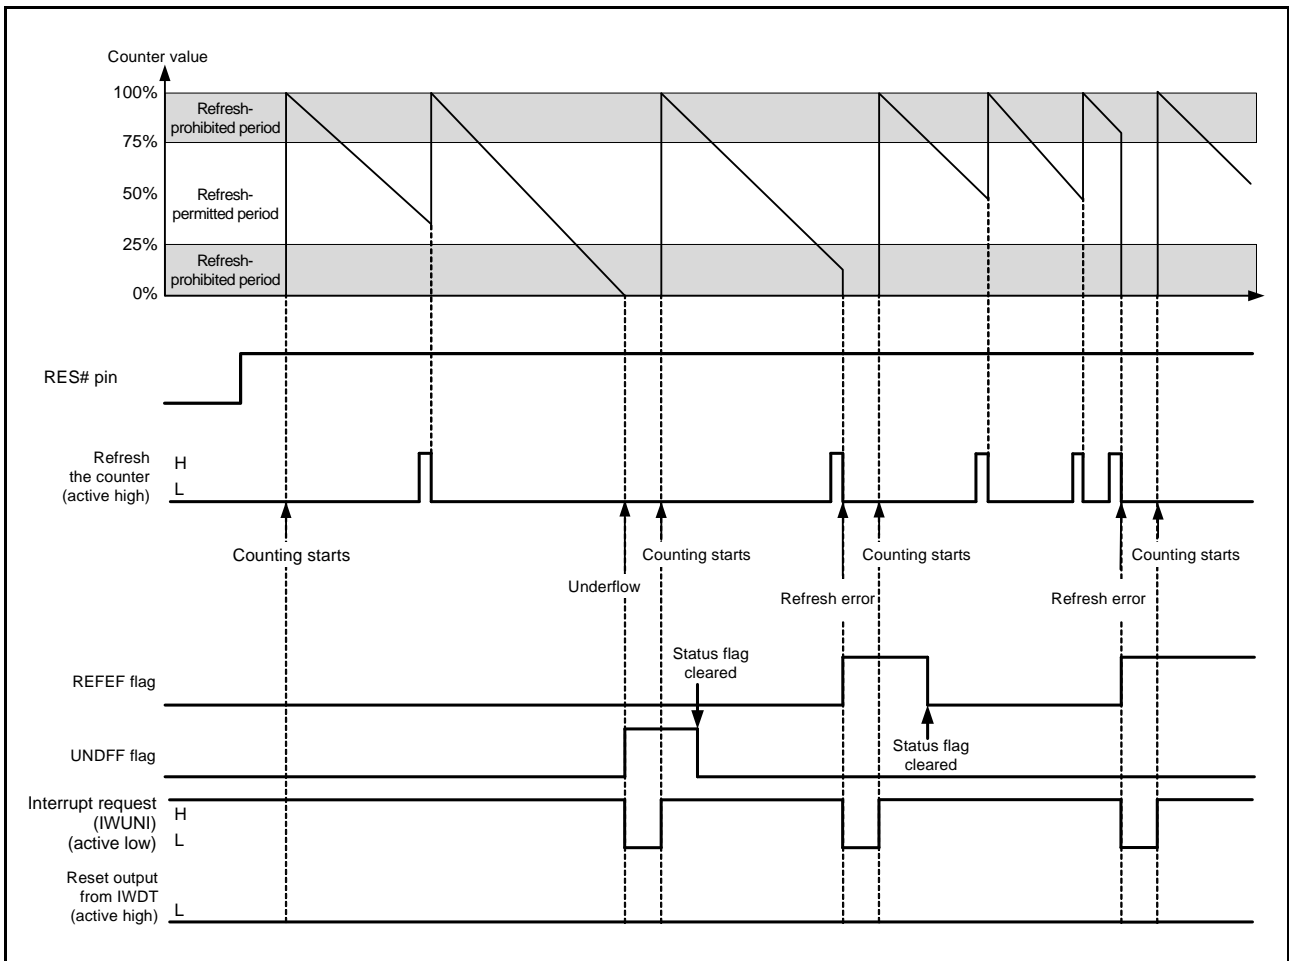 Counter value
100%
Refresh-
prohibited period
75%
50%
Refresh-
permitted period
25%
Refresh-
prohibited period
0%
RES# pin
Refresh
the counter
(active high)
H
L
Counting starts
Counting starts
Counting starts
Counting starts
Underflow
Refresh error
Refresh error
Status flag
cleared
REFEF flag
Status flag
cleared
UNDFF flag
Interrupt request
(IWUNI)
(active low)
H
L
Reset output
from IWDT
(active high)
L